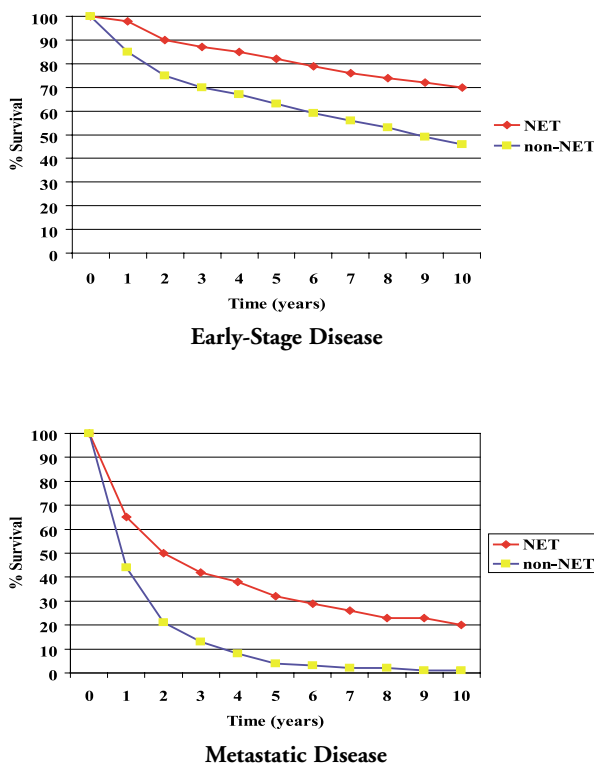 100
90
80
70
60
50
40
30
20
10
0
% Survival
0 1 2 3 4 5 6 7 8 9 10
Time (years)
NET
non-NET
Early-Stage Disease
100
90
80
70
60
50
40
30
20
10
0
% Survival
0 1 2 3 4 5 6 7 8 9 10
Time (years)
NET
non-NET
Metastatic Disease